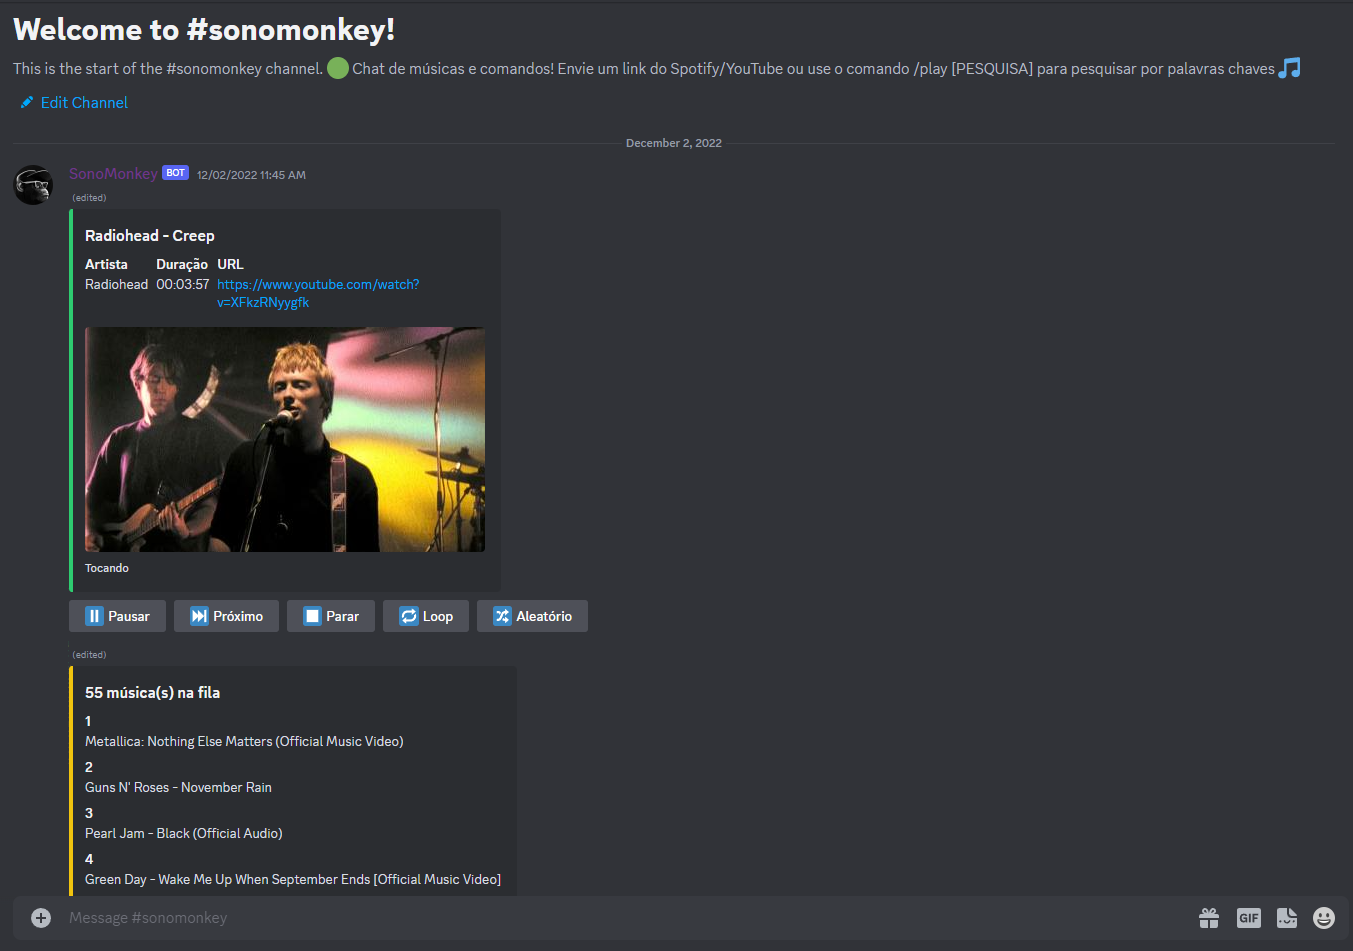 Welcome to #sonomonkey!
This is the start of the #sonomonkey channel. Chat de músicas e comandos! Envie um link do Spotify/YouTube ou use o comando /play [PESQUISA] para pesquisar por palavras chaves
Edit Channel
December 2, 2022
SonoMonkey BOT 12/02/2022 11:45 AM
(edited)
Radiohead - Creep
Artista Duração URL
Radiohead 00:03:57 https://www.youtube.com/watch?
v=XFkzRNyygfk
Tocando
Pausar Próximo Parar Loop Aleatório
(edited)
55 música(s) na fila
1
Metallica: Nothing Else Matters (Official Music Video)
2
Guns N' Roses - November Rain
3
Pearl Jam - Black (Official Audio)
4
Green Day - Wake Me Up When September Ends [Official Music Video]
Message #sonomonkey
GIF